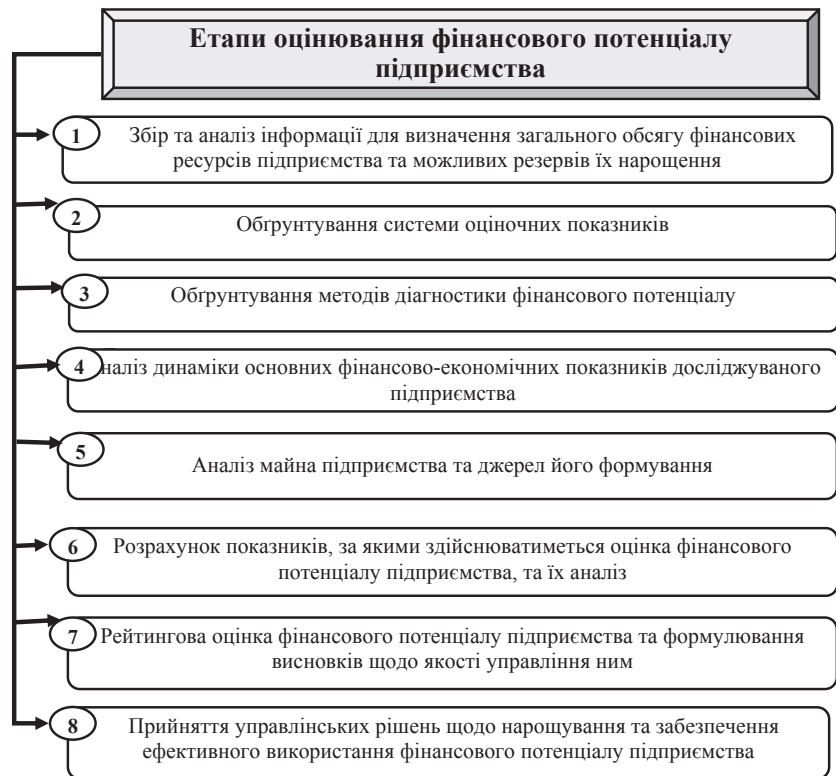 Етапи оцінювання фінансового потенціалу
підприємства
1
Збір та аналіз інформації для визначення загального обсягу фінансових
ресурсів підприємства та можливих резервів їх нарощення
2
Обґрунтування системи оціночних показників
3
Обґрунтування методів діагностики фінансового потенціалу
4
наліз динаміки основних фінансово-економічних показників досліджуваного
підприємства
5
Аналіз майна підприємства та джерел його формування
6
Розрахунок показників, за якими здійснюватиметься оцінка фінансового
потенціалу підприємства, та їх аналіз
7
Рейтингова оцінка фінансового потенціалу підприємства та формулювання
висновків щодо якості управління ним
8
Прийняття управлінських рішень щодо нарощування та забезпечення
ефективного використання фінансового потенціалу підприємства